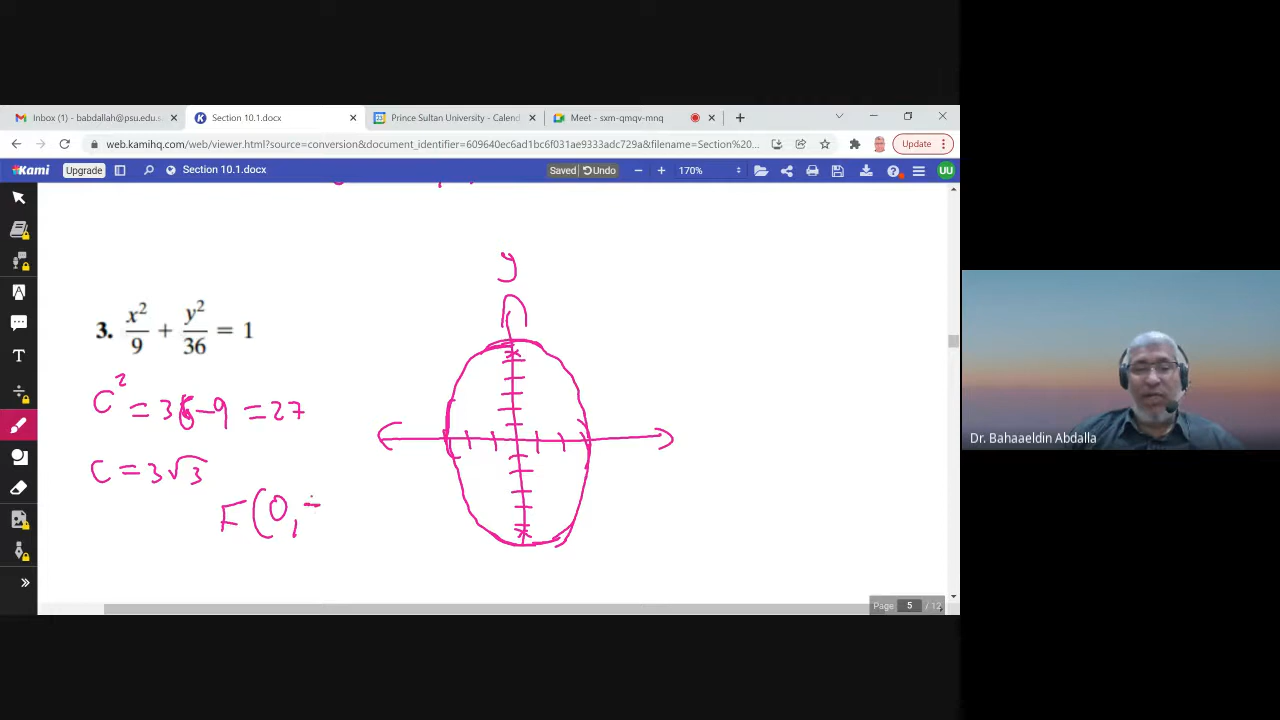 Inbox (1) - babdallah@psu.edu.s
Section 10.1.docx
Prince Sultan University - Calend
Meet - sxm-qmqv-mnq
web.kamihq.com/web/viewer.html?source=conversion&document_identifier=609640ec6ad1bc6f031ae9333adc729a&filename=Section%20...
Update
Kami
Upgrade
Section 10.1.docx
Saved
Undo
170%
UU
y
3. x²/9 + y²/36 = 1
C² = 36-9 = 27
C = 3√3
F(0, +
Page 5 / 12
Dr. Bahaaeldin Abdalla